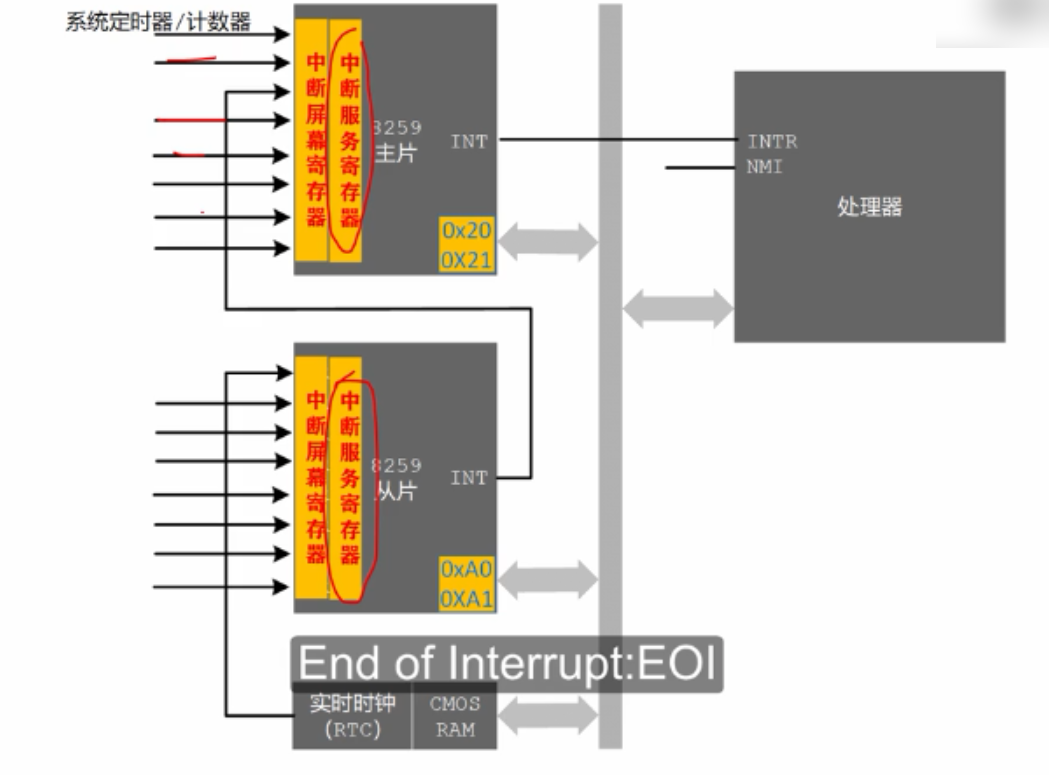 系统定时器/计数器
中断屏幕寄存器
中断服务寄存器
8259
主片
INT
0x20
0X21
INTR
NMI
处理器
中断屏幕寄存器
中断服务寄存器
8259
从片
INT
0xA0
0XA1
End of Interrupt:EOI
实时时钟
(RTC)
CMOS
RAM